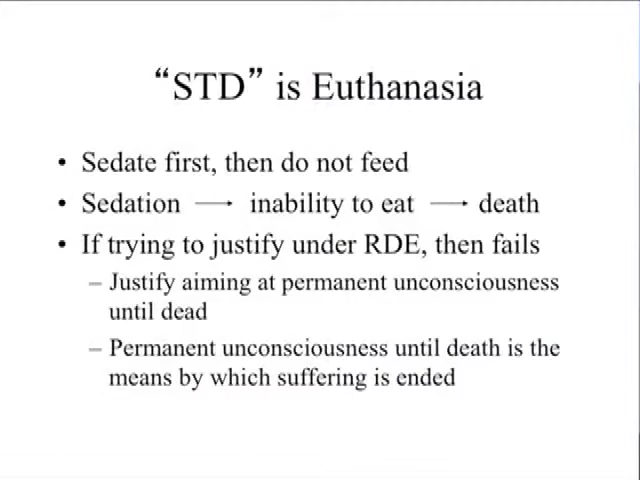 “STD” is Euthanasia
• Sedate first, then do not feed
• Sedation → inability to eat → death
• If trying to justify under RDE, then fails
– Justify aiming at permanent unconsciousness
until dead
– Permanent unconsciousness until death is the
means by which suffering is ended